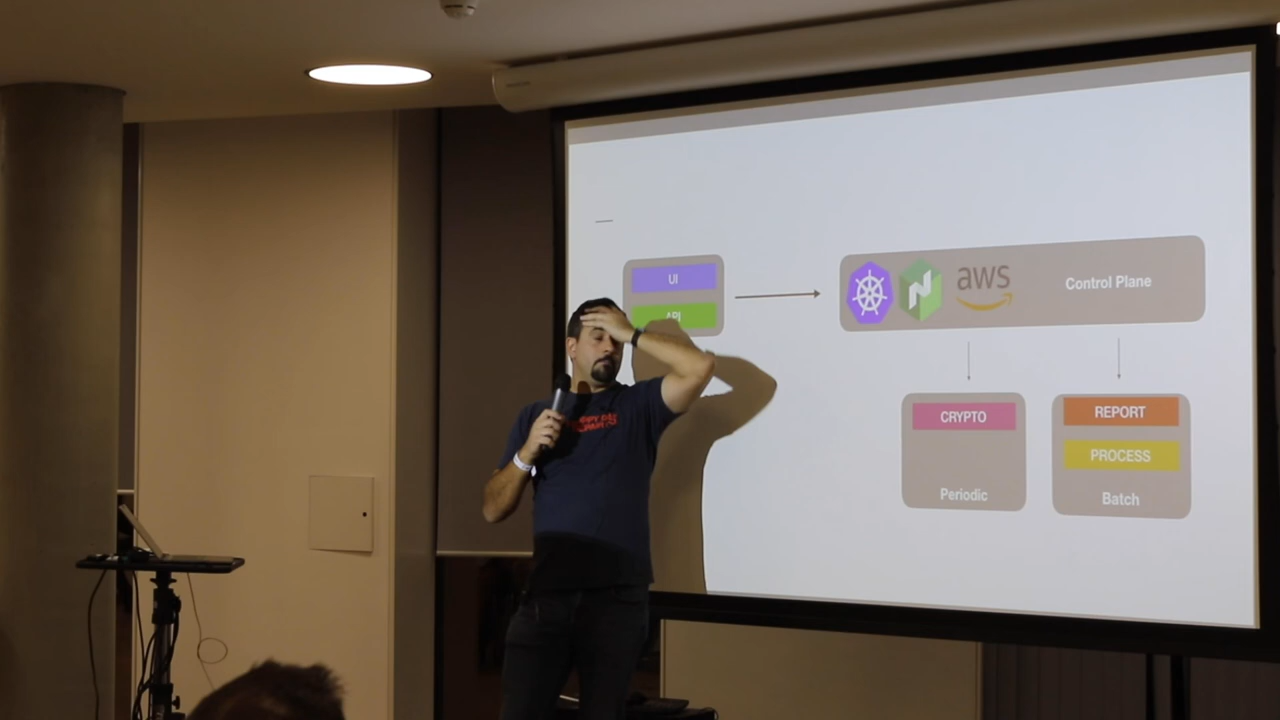 UI
API
aws
Control Plane
CRYPTO
Periodic
REPORT
PROCESS
Batch